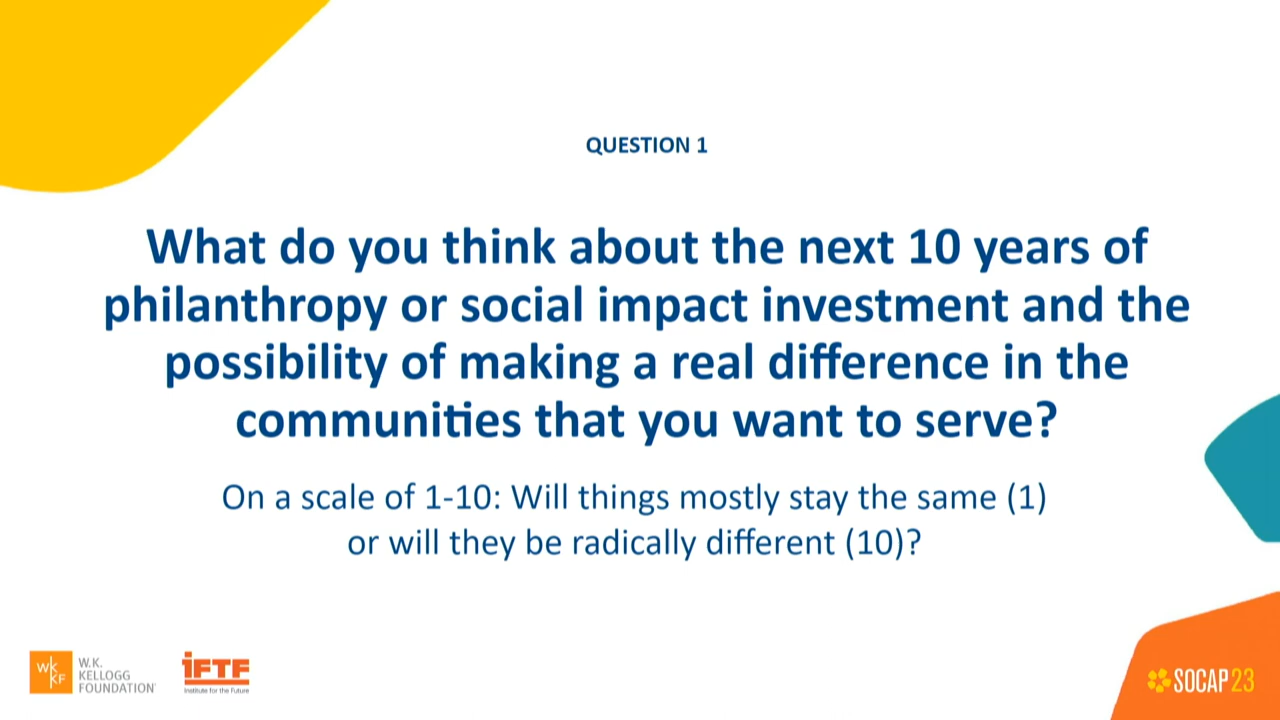 QUESTION 1
What do you think about the next 10 years of
philanthropy or social impact investment and the
possibility of making a real difference in the
communities that you want to serve?
On a scale of 1-10: Will things mostly stay the same (1)
or will they be radically different (10)?
wk
kf
W.K.
KELLOGG
FOUNDATION
iFTF
Institute for the Future
SOCAP23